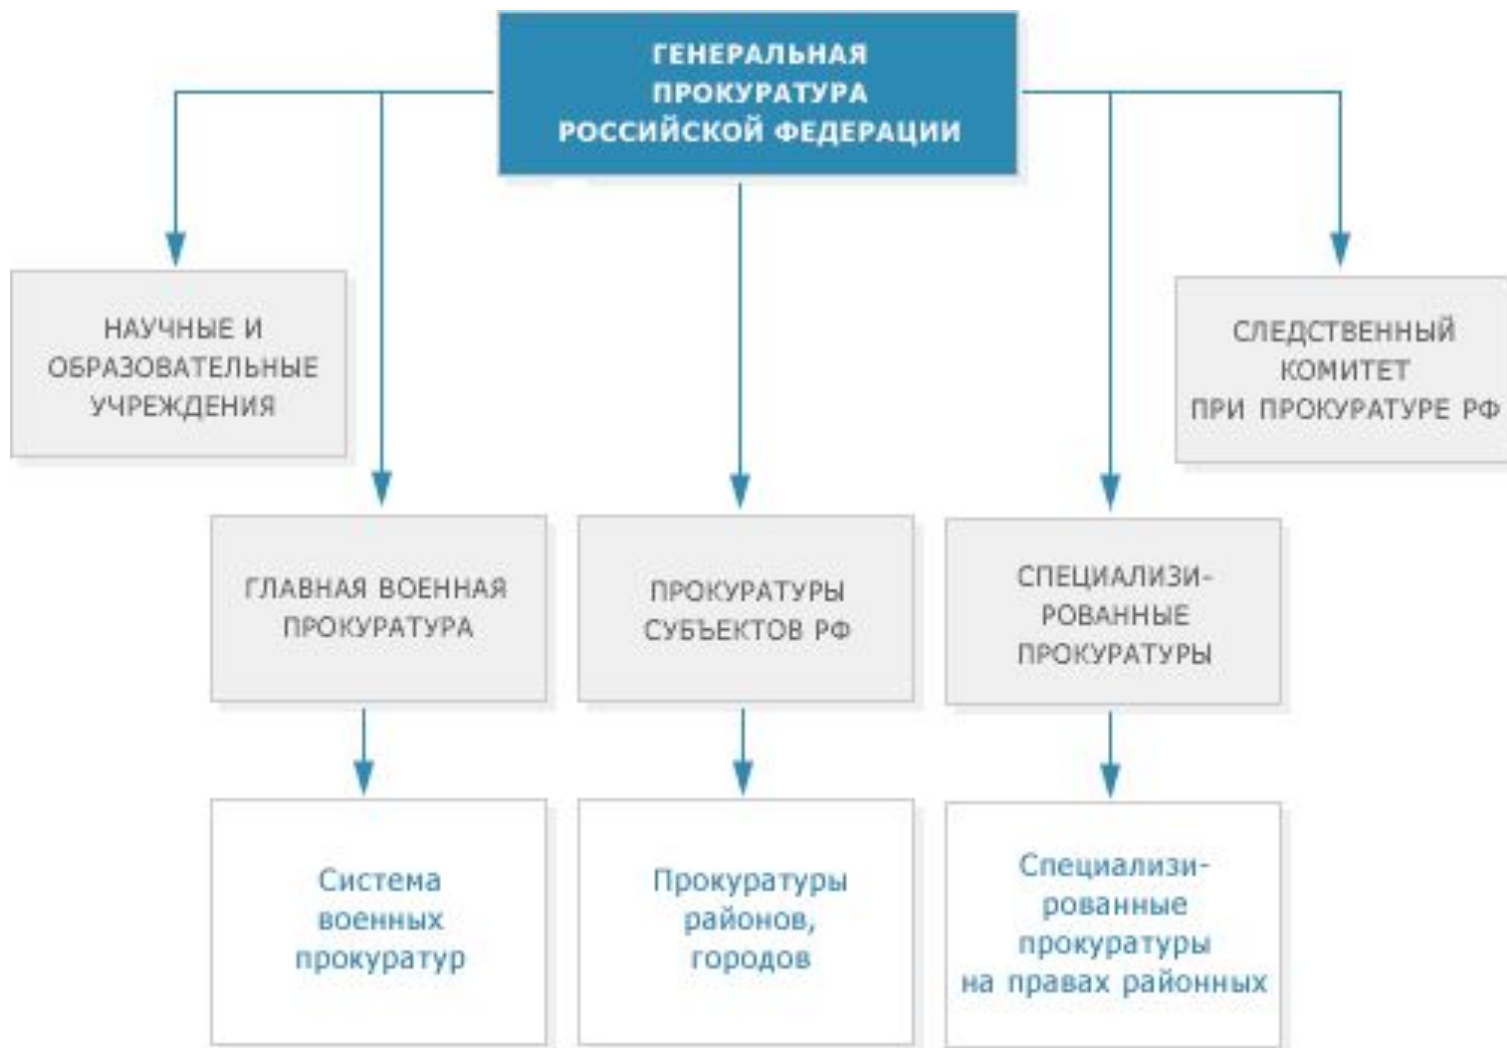 ГЕНЕРАЛЬНАЯ
ПРОКУРАТУРА
РОССИЙСКОЙ ФЕДЕРАЦИИ
НАУЧНЫЕ И
ОБРАЗОВАТЕЛЬНЫЕ
УЧРЕЖДЕНИЯ
СЛЕДСТВЕННЫЙ
КОМИТЕТ
ПРИ ПРОКУРАТУРЕ РФ
ГЛАВНАЯ ВОЕННАЯ
ПРОКУРАТУРА
ПРОКУРАТУРЫ
СУБЪЕКТОВ РФ
СПЕЦИАЛИЗИ-
РОВАННЫЕ
ПРОКУРАТУРЫ
Система
военных
прокуратур
Прокуратуры
районов,
городов
Специализи-
рованные
прокуратуры
на правах районных